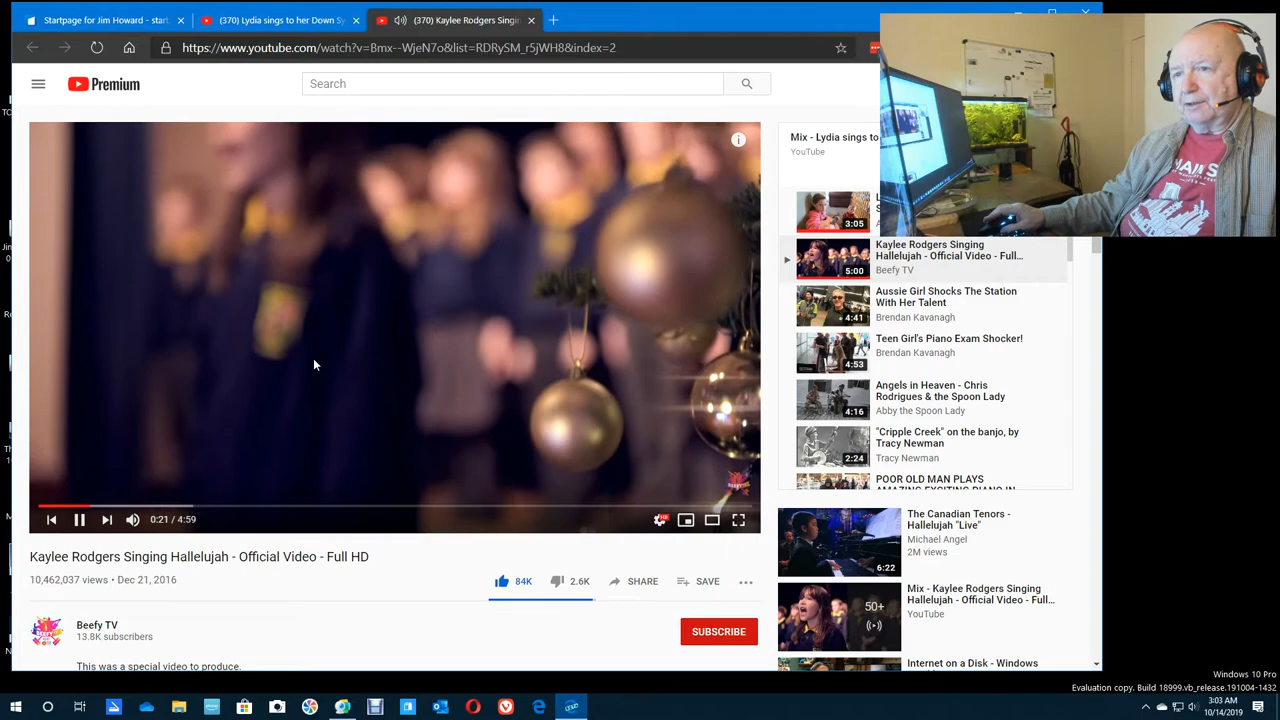 Startpage for Jim Howard - start.
(370) Lydia sings to her Down Sy
(370) Kaylee Rodgers Singin
https://www.youtube.com/watch?v=Bmx--WjeN7o&list=RDRySM_r5jWH8&index=2
Premium
Search
Mix - Lydia sings to
YouTube
3:05
Kaylee Rodgers Singing
Hallelujah - Official Video - Full...
Beefy TV
5:00
Aussie Girl Shocks The Station
With Her Talent
Brendan Kavanagh
4:41
Teen Girl's Piano Exam Shocker!
Brendan Kavanagh
4:53
Angels in Heaven - Chris
Rodrigues & the Spoon Lady
Abby the Spoon Lady
4:16
"Cripple Creek" on the banjo, by
Tracy Newman
Tracy Newman
2:24
POOR OLD MAN PLAYS
AMAZING EXCITING PIANO IN
0:21 / 4:59
HD
Kaylee Rodgers Singing Hallelujah - Official Video - Full HD
10,462,037 views • Dec 21, 2016
84K 2.6K SHARE SAVE
Beefy TV
13.8K subscribers
SUBSCRIBE
This was a special video to produce.
The Canadian Tenors -
Hallelujah "Live"
Michael Angel
2M views
6:22
Mix - Kaylee Rodgers Singing
Hallelujah - Official Video - Full...
YouTube
50+
Internet on a Disk - Windows
Windows 10 Pro
Evaluation copy. Build 18999.vb_release.191004-1432
3:03 AM
10/14/2019